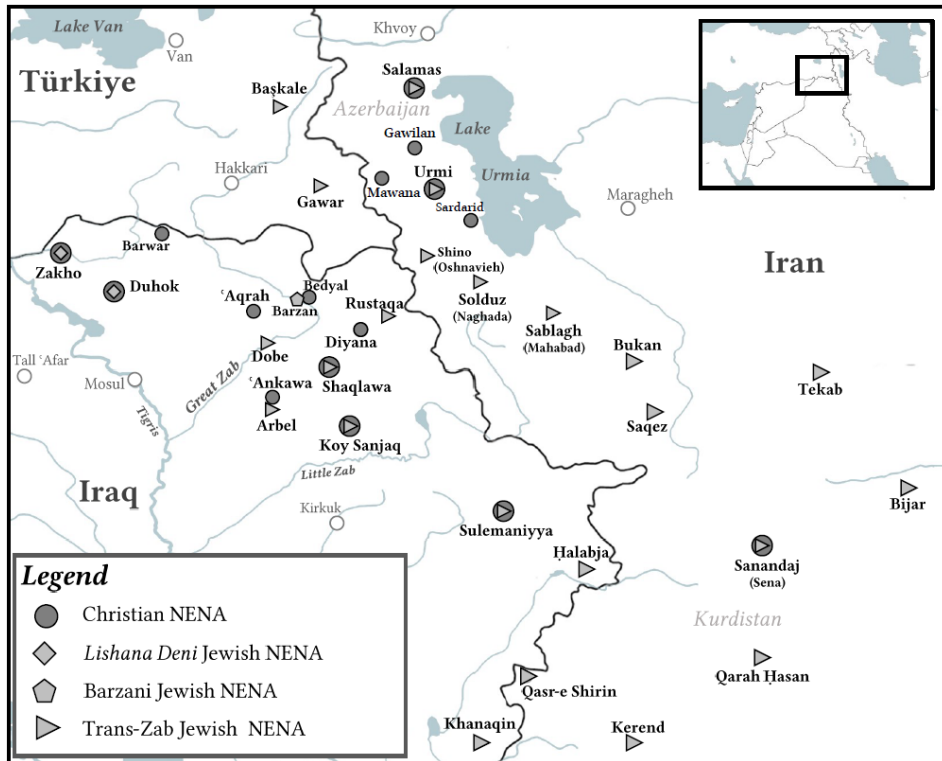 Lake Van
Van
Khvoy
Türkiye
Salamas
Başkale
Azerbaijan
Gawilan
Lake
Urmia
Hakkari
Urmi
Mawana
Gawar
Sardarid
Maragheh
Barwar
Zakho
Shino
(Oshnavieh)
Iran
Duhok
Bedyal
Barzan
ʿAqrah
Solduz
(Naghada)
Rustaqa
Sablagh
(Mahabad)
Diyana
Dobe
Bukan
Tall ʿAfar
Mosul
Great Zab
Shaqlawa
Tekab
ʿAnkawa
Arbel
Saqez
Tigris
Koy Sanjaq
Little Zab
Iraq
Kirkuk
Bijar
Sulemaniyya
Ḥalabja
Sanandaj
(Sena)
Kurdistan
Qarah Ḥasan
Qasr-e Shirin
Khanaqin
Kerend
Legend
Christian NENA
Lishana Deni Jewish NENA
Barzani Jewish NENA
Trans-Zab Jewish NENA